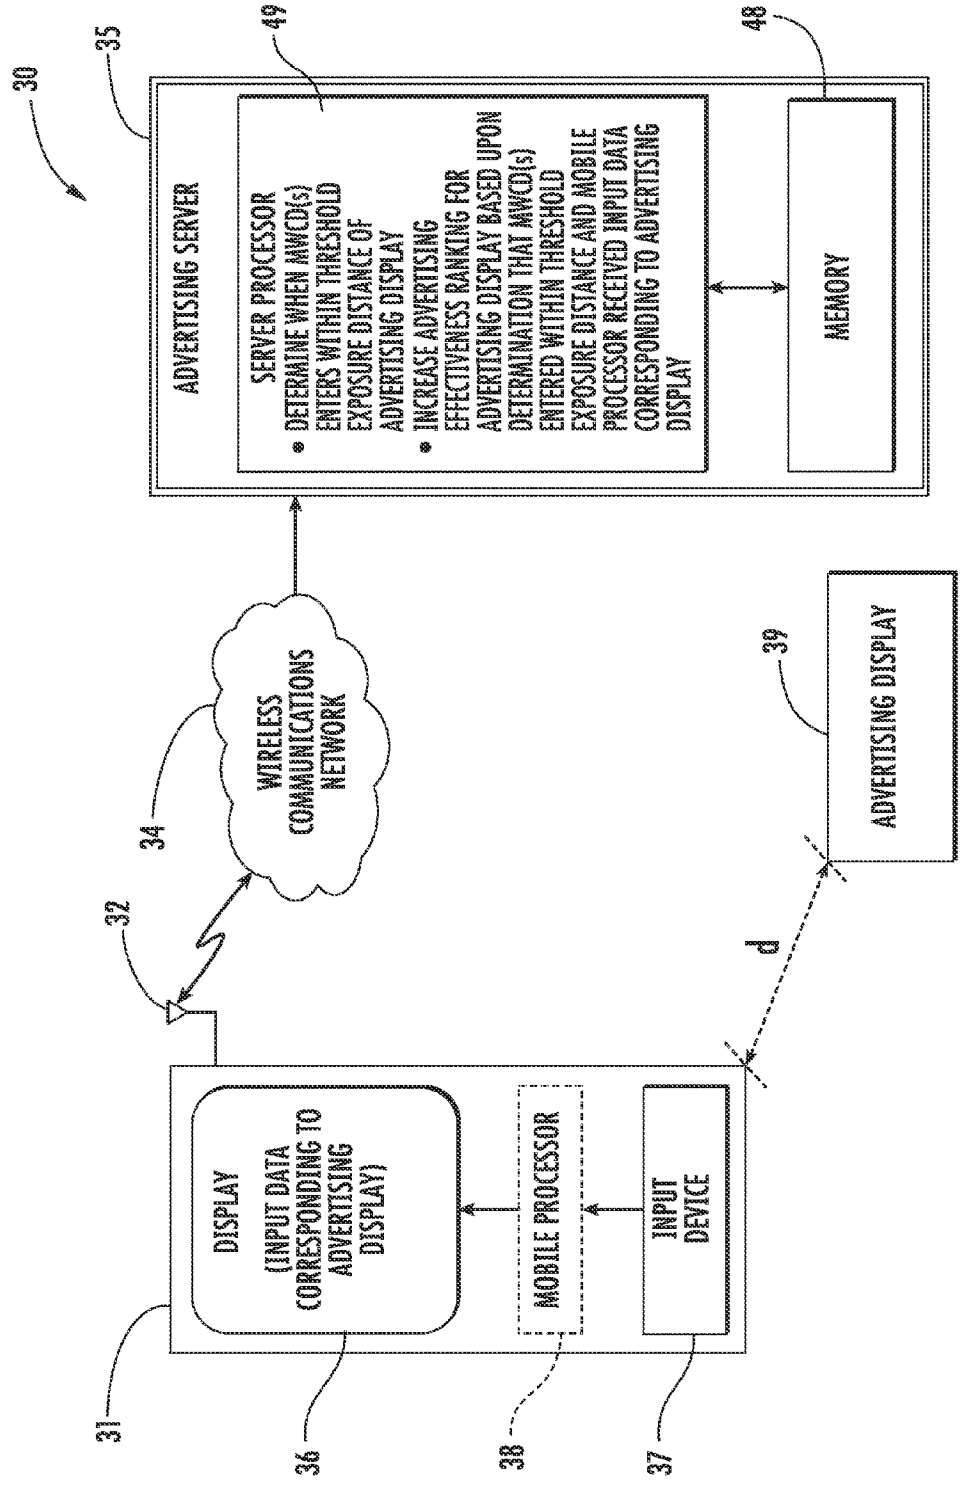 30
31
32
34
35
DISPLAY
(INPUT DATA
CORRESPONDING TO
ADVERTISING
DISPLAY)
36
MOBILE PROCESSOR
38
INPUT
DEVICE
37
WIRELESS
COMMUNICATIONS
NETWORK
d
ADVERTISING DISPLAY
39
ADVERTISING SERVER
49
SERVER PROCESSOR
• DETERMINE WHEN MWCD(s)
ENTERS WITHIN THRESHOLD
EXPOSURE DISTANCE OF
ADVERTISING DISPLAY
• INCREASE ADVERTISING
EFFECTIVENESS RANKING FOR
ADVERTISING DISPLAY BASED UPON
DETERMINATION THAT MWCD(s)
ENTERED WITHIN THRESHOLD
EXPOSURE DISTANCE AND MOBILE
PROCESSOR RECEIVED INPUT DATA
CORRESPONDING TO ADVERTISING
DISPLAY
MEMORY
48